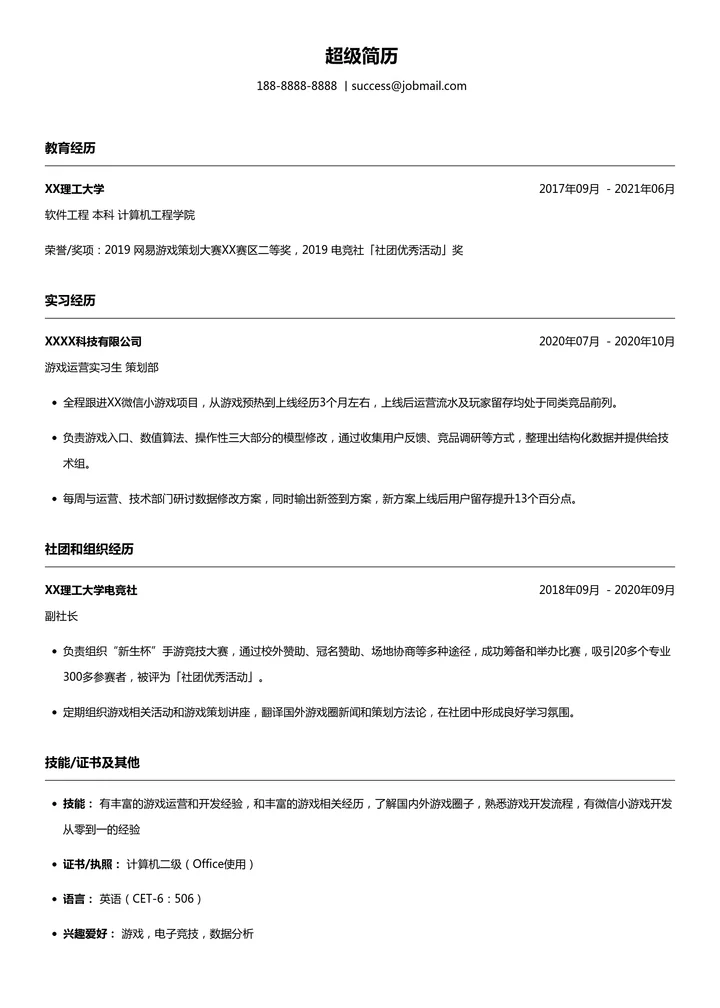 超级简历
188-8888-8888 | success@jobmail.com
教育经历
XX理工大学 2017年09月 - 2021年06月
软件工程 本科 计算机工程学院
荣誉/奖项：2019 网易游戏策划大赛XX赛区二等奖，2019 电竞社「社团优秀活动」奖
实习经历
XXXX科技有限公司 2020年07月 - 2020年10月
游戏运营实习生 策划部
• 全程跟进XX微信小游戏项目，从游戏预热到上线经历3个月左右，上线后运营流水及玩家留存均处于同类竞品前列。
• 负责游戏入口、数值算法、操作性三大部分的模型修改，通过收集用户反馈、竞品调研等方式，整理出结构化数据并提供给技
术组。
• 每周与运营、技术部门研讨数据修改方案，同时输出新签到方案，新方案上线后用户留存提升13个百分点。
社团和组织经历
XX理工大学电竞社 2018年09月 - 2020年09月
副社长
• 负责组织“新生杯”手游竞技大赛，通过校外赞助、冠名赞助、场地协商等多种途径，成功筹备和举办比赛，吸引20多个专业
300多参赛者，被评为「社团优秀活动」。
• 定期组织游戏相关活动和游戏策划讲座，翻译国外游戏圈新闻和策划方法论，在社团中形成良好学习氛围。
技能/证书及其他
• 技能： 有丰富的游戏运营和开发经验，和丰富的游戏相关经历，了解国内外游戏圈子，熟悉游戏开发流程，有微信小游戏开发
从零到一的经验
• 证书/执照： 计算机二级（Office使用）
• 语言： 英语（CET-6：506）
• 兴趣爱好： 游戏，电子竞技，数据分析